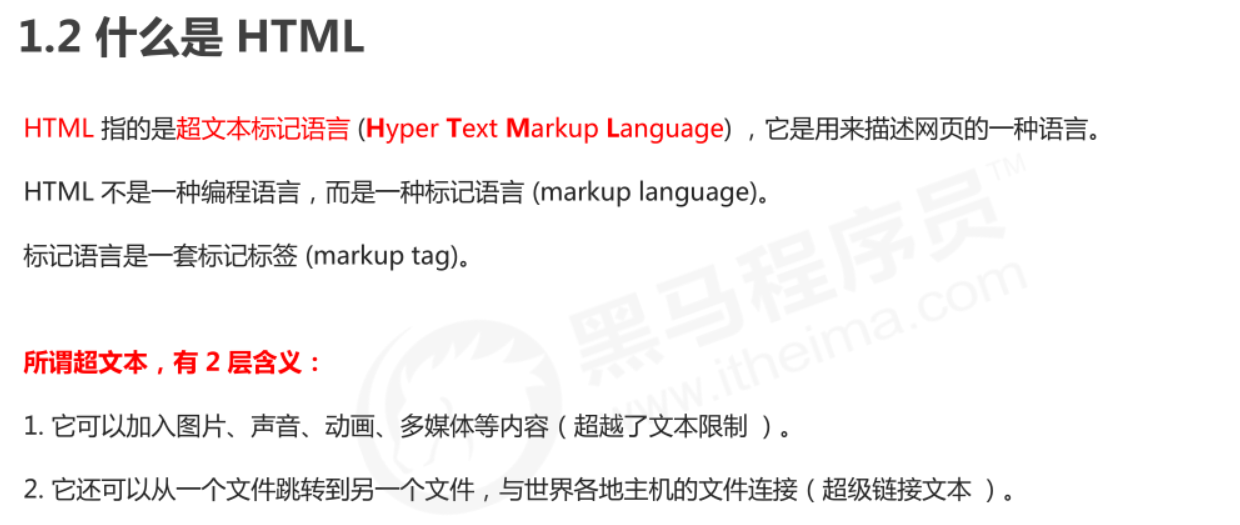 1.2 什么是 HTML
HTML 指的是超文本标记语言 (Hyper Text Markup Language) ，它是用来描述网页的一种语言。
HTML 不是一种编程语言，而是一种标记语言 (markup language)。
标记语言是一套标记标签 (markup tag)。
所谓超文本，有 2 层含义：
1. 它可以加入图片、声音、动画、多媒体等内容（超越了文本限制 ）。
2. 它还可以从一个文件跳转到另一个文件，与世界各地主机的文件连接（超级链接文本 ）。
黑马程序员™
www.itheima.com